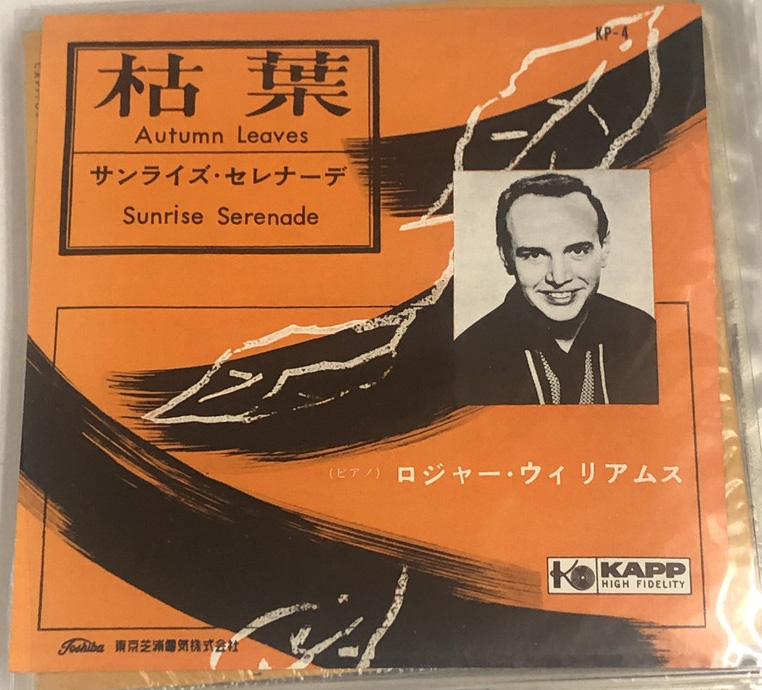 KP-4
枯葉
Autumn Leaves
サンライズ・セレナーデ
Sunrise Serenade
(ピアノ) ロジャー・ウィリアムス
KAPP
HIGH FIDELITY
Toshiba 東京芝浦電気株式会社